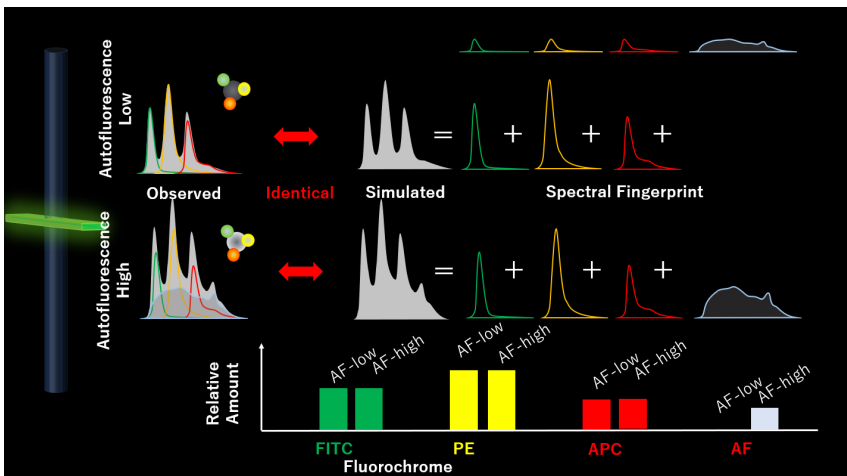 Autofluorescence
Low
=
+
+
+
Observed
Identical
Simulated
Spectral Fingerprint
Autofluorescence
High
=
+
+
+
Relative
Amount
AF-low
AF-high
AF-low
AF-high
AF-low
AF-high
AF-low
AF-high
FITC
PE
APC
AF
Fluorochrome